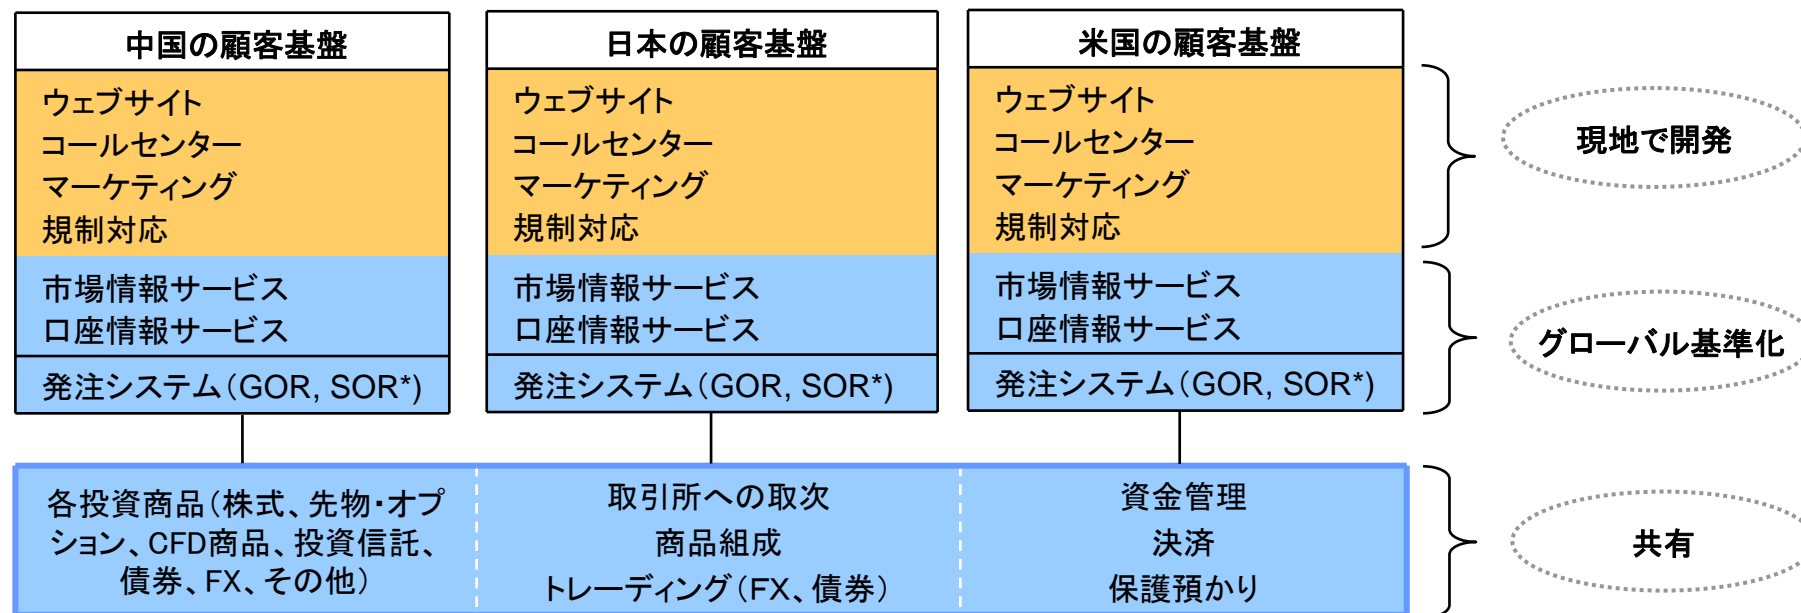 中国の顧客基盤
ウェブサイト
コールセンター
マーケティング
規制対応
市場情報サービス
口座情報サービス
発注システム（GOR, SOR*)
日本の顧客基盤
ウェブサイト
コールセンター
マーケティング
規制対応
市場情報サービス
口座情報サービス
発注システム（GOR, SOR*)
米国の顧客基盤
ウェブサイト
コールセンター
マーケティング
規制対応
市場情報サービス
口座情報サービス
発注システム（GOR, SOR*)
現地で開発
グローバル基準化
各投資商品（株式、先物・オプ
ション、CFD商品、投資信託、
債券、FX、その他）
取引所への取次
商品組成
トレーディング（FX、債券）
資金管理
決済
保護預かり
共有